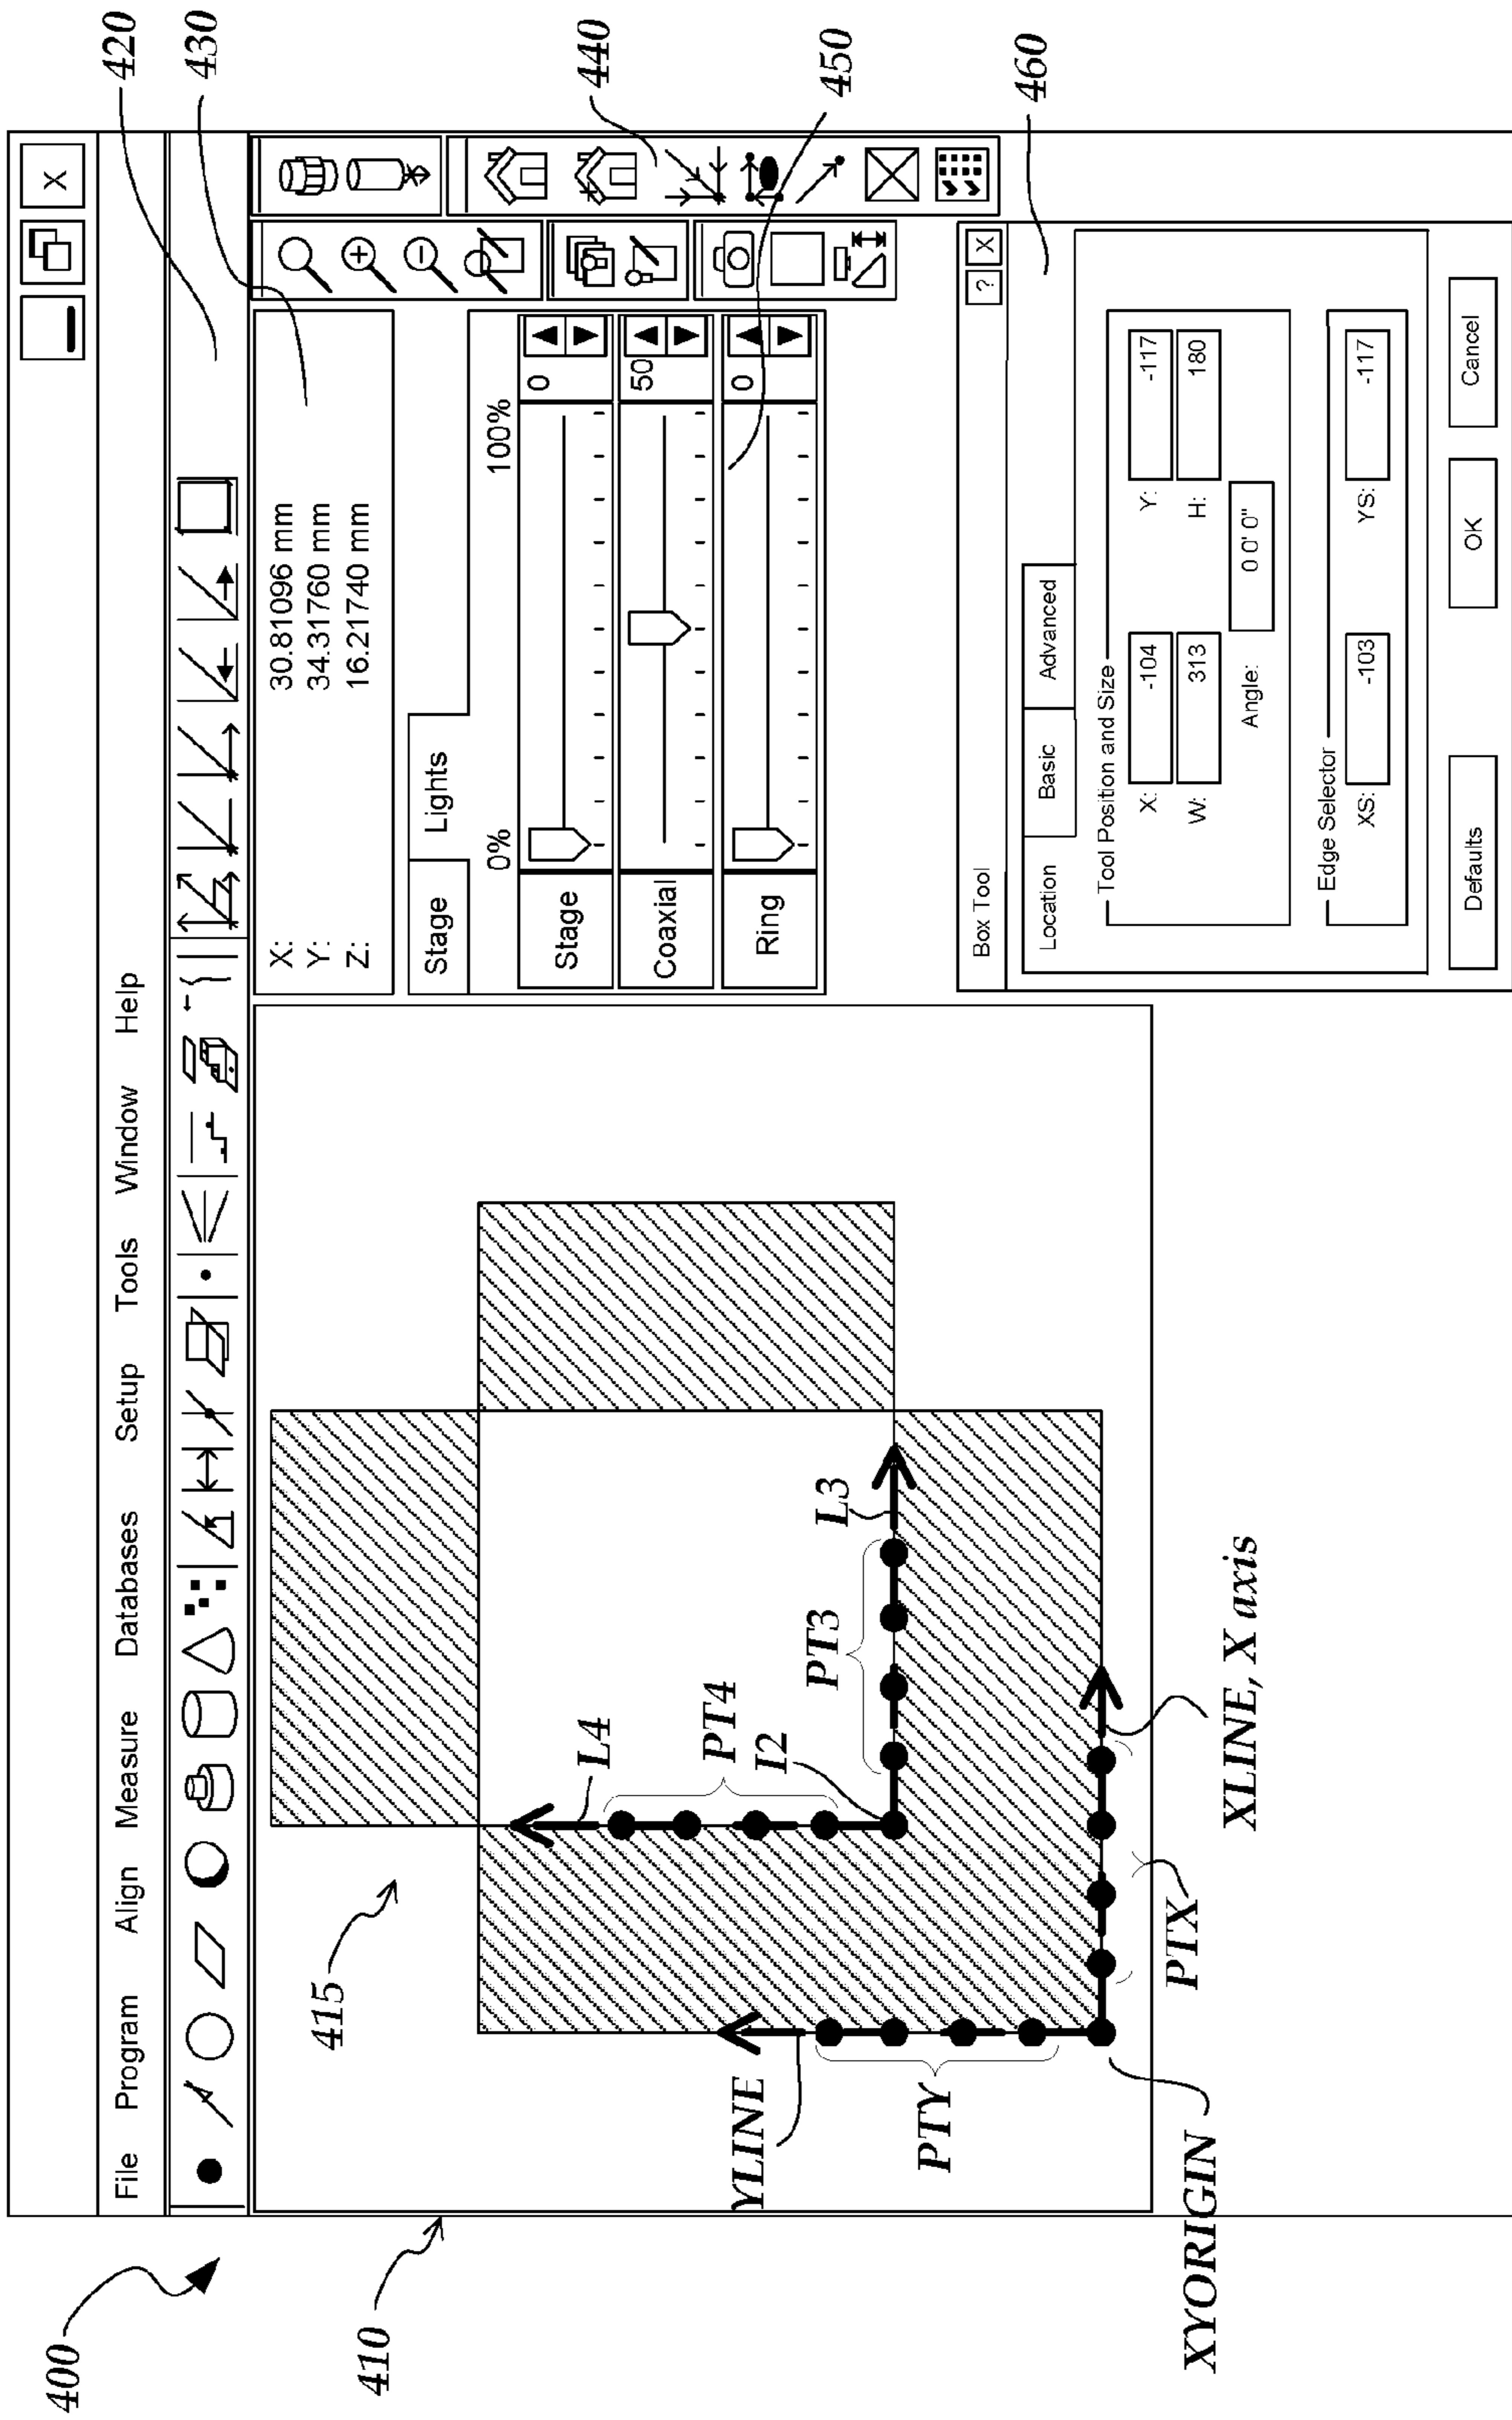 400
420
430
440
450
460
410
415
X
File Program Align Measure Databases Setup Tools Window Help
X: 30.81096 mm
Y: 34.31760 mm
Z: 16.21740 mm
Stage Lights
0% 100%
Stage 0
Coaxial 50
Ring 0
Box Tool ? X
Location Basic Advanced
Tool Position and Size
X: -104 Y: -117
W: 313 H: 180
Angle: 0 0' 0"
Edge Selector
XS: -103 YS: -117
Defaults OK Cancel
L4
PT4
I2
PT3
L3
YLINE
PTY
XYORIGIN
PTX
XLINE, X axis